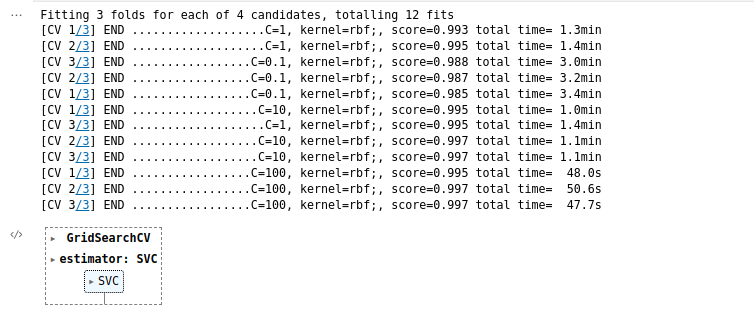 Fitting 3 folds for each of 4 candidates, totalling 12 fits
[CV 1/3] END ...................C=1, kernel=rbf;, score=0.993 total time= 1.3min
[CV 2/3] END ...................C=1, kernel=rbf;, score=0.995 total time= 1.4min
[CV 3/3] END .................C=0.1, kernel=rbf;, score=0.988 total time= 3.0min
[CV 2/3] END .................C=0.1, kernel=rbf;, score=0.987 total time= 3.2min
[CV 1/3] END .................C=0.1, kernel=rbf;, score=0.985 total time= 3.4min
[CV 1/3] END ..................C=10, kernel=rbf;, score=0.995 total time= 1.0min
[CV 3/3] END ...................C=1, kernel=rbf;, score=0.995 total time= 1.4min
[CV 2/3] END ..................C=10, kernel=rbf;, score=0.997 total time= 1.1min
[CV 3/3] END ..................C=10, kernel=rbf;, score=0.997 total time= 1.1min
[CV 1/3] END .................C=100, kernel=rbf;, score=0.995 total time=  48.0s
[CV 2/3] END .................C=100, kernel=rbf;, score=0.997 total time=  50.6s
[CV 3/3] END .................C=100, kernel=rbf;, score=0.997 total time=  47.7s
GridSearchCV
estimator: SVC
SVC